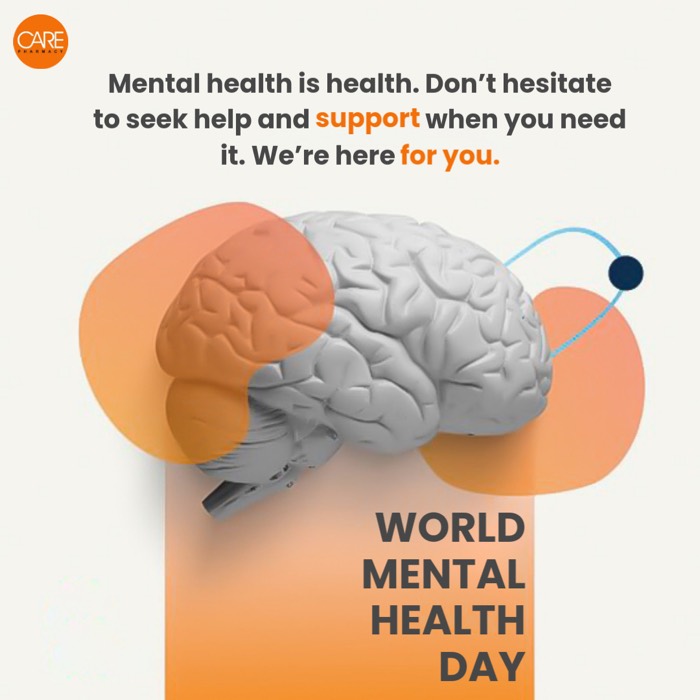 CARE
PHARMACY
Mental health is health. Don’t hesitate
to seek help and support when you need
it. We’re here for you.
WORLD
MENTAL
HEALTH
DAY